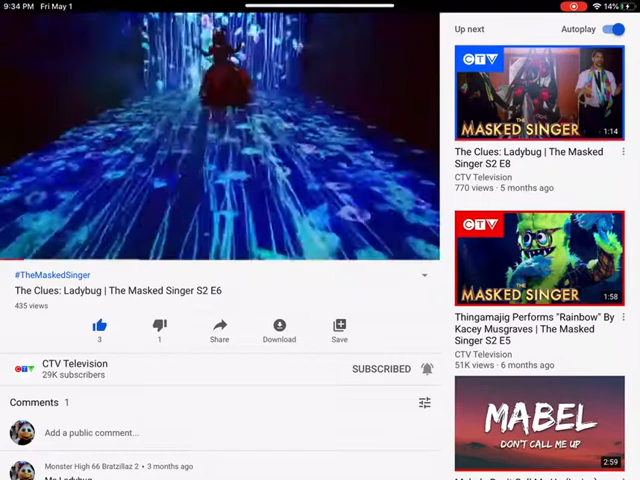 9:34 PM Fri May 1
14%
#TheMaskedSinger
The Clues: Ladybug | The Masked Singer S2 E6
435 views
3
1
Share
Download
Save
CTV
CTV Television
29K subscribers
SUBSCRIBED
Comments 1
Add a public comment...
Monster High 66 Bratzillaz 2 • 3 months ago
Up next
Autoplay
CTV
THE
MASKED SINGER
1:14
The Clues: Ladybug | The Masked
Singer S2 E8
CTV Television
770 views · 5 months ago
CTV
THE
MASKED SINGER
1:58
Thingamajig Performs "Rainbow" By
Kacey Musgraves | The Masked
Singer S2 E5
CTV Television
51K views · 6 months ago
MABEL
DON'T CALL ME UP
2:59